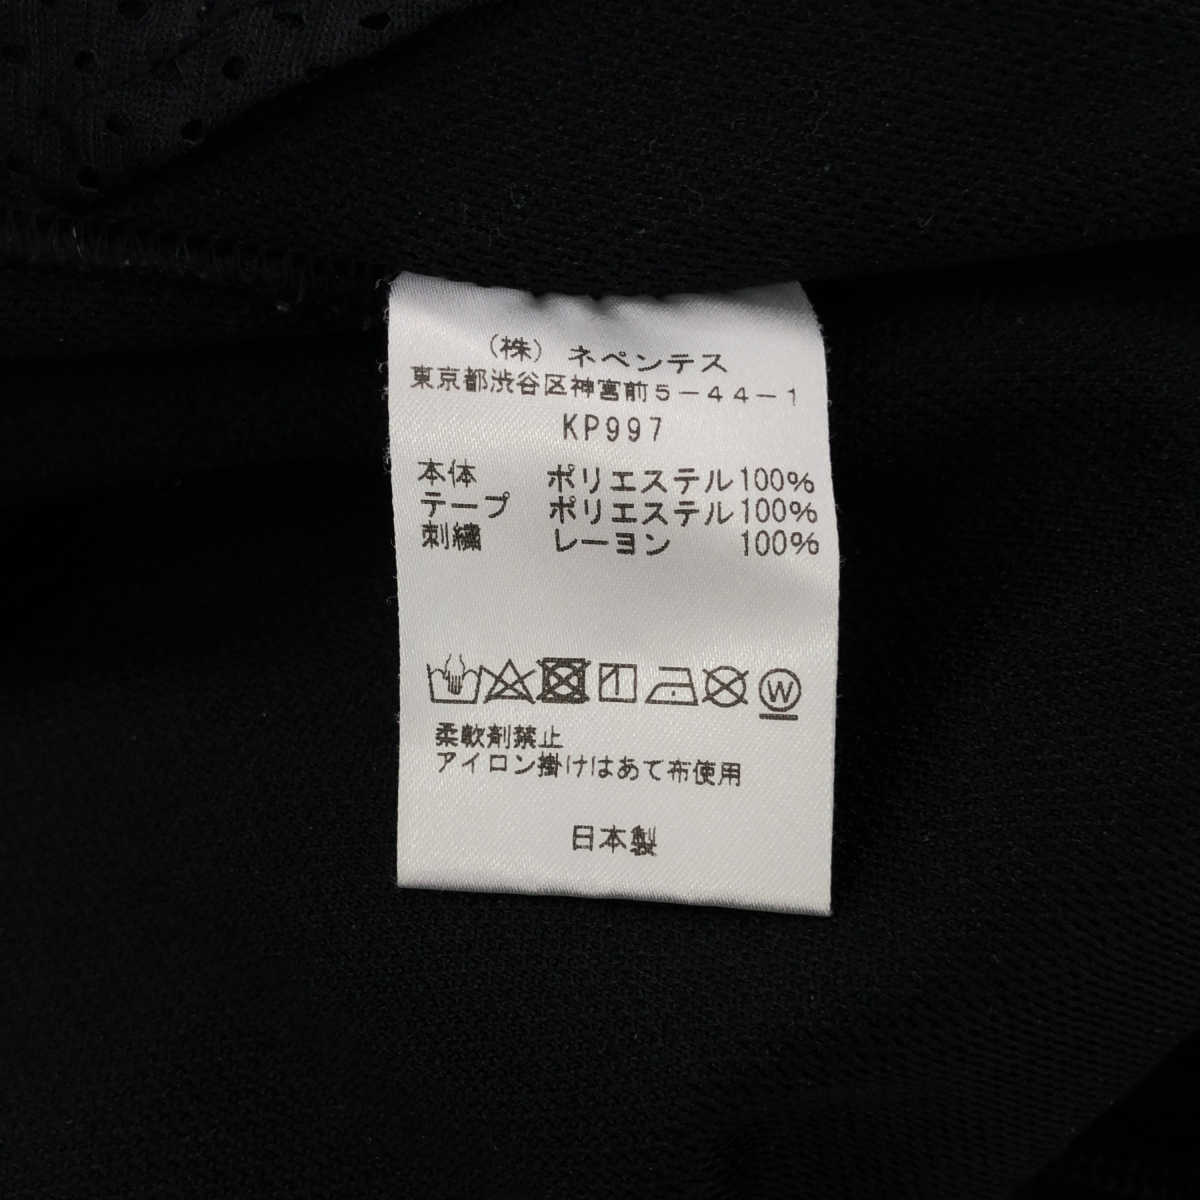 （株）ネペンテス
東京都渋谷区神宮前５－４４－１
KP997
本体 ポリエステル100%
テープ ポリエステル100%
刺繍 レーヨン 100%
W
柔軟剤禁止
アイロン掛けはあて布使用
日本製